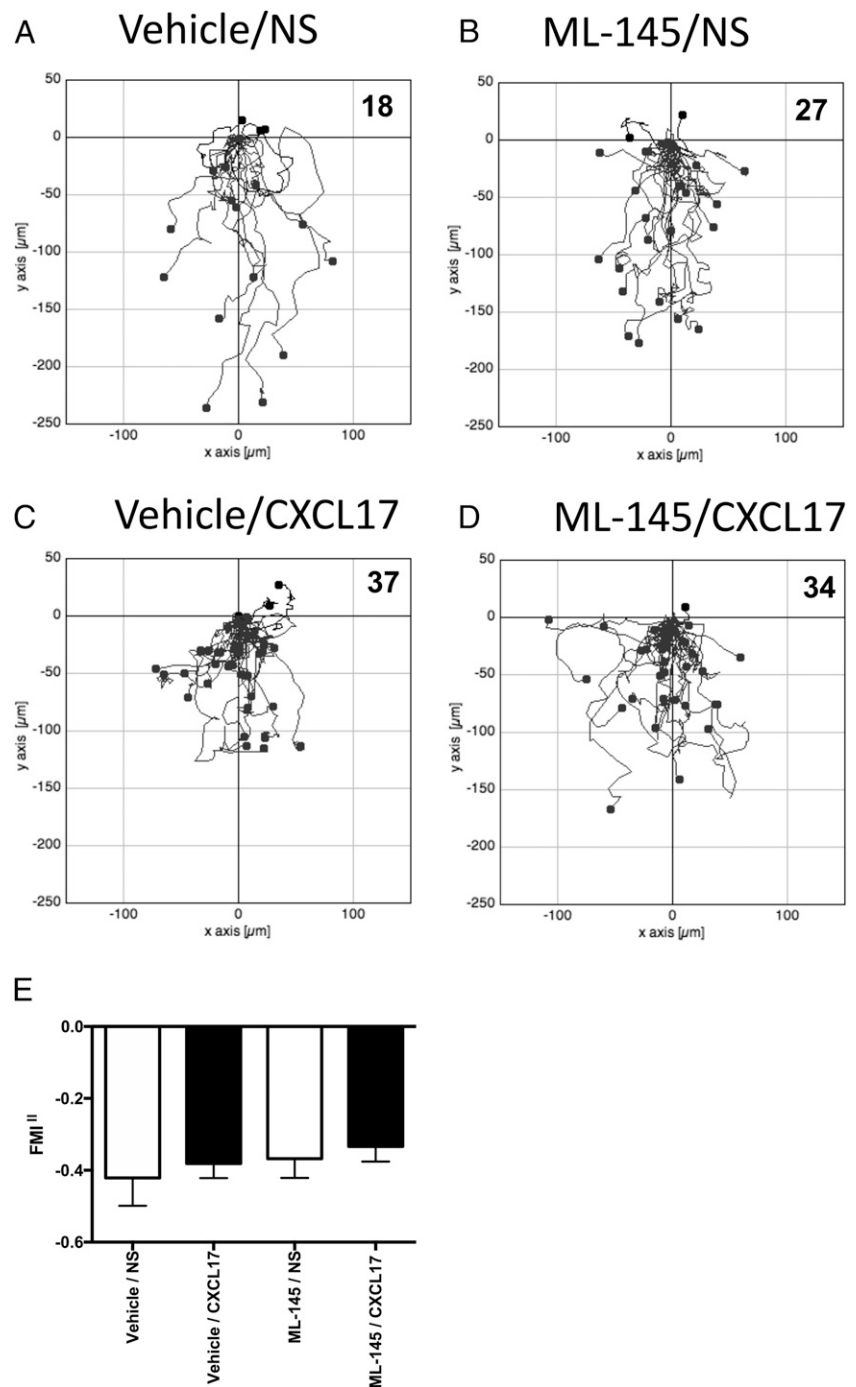 A Vehicle/NS
B ML-145/NS
50
0
-50
-100
-150
-200
-250
y axis [µm]
18
-100 0 100
x axis [µm]
50
0
-50
-100
-150
-200
-250
y axis [µm]
27
-100 0 100
x axis [µm]
C Vehicle/CXCL17
D ML-145/CXCL17
50
0
-50
-100
-150
-200
-250
y axis [µm]
37
-100 0 100
x axis [µm]
50
0
-50
-100
-150
-200
-250
y axis [µm]
34
-100 0 100
x axis [µm]
E
0.0
-0.2
-0.4
-0.6
FMI II
Vehicle / NS
Vehicle / CXCL17
ML-145 / NS
ML-145 / CXCL17